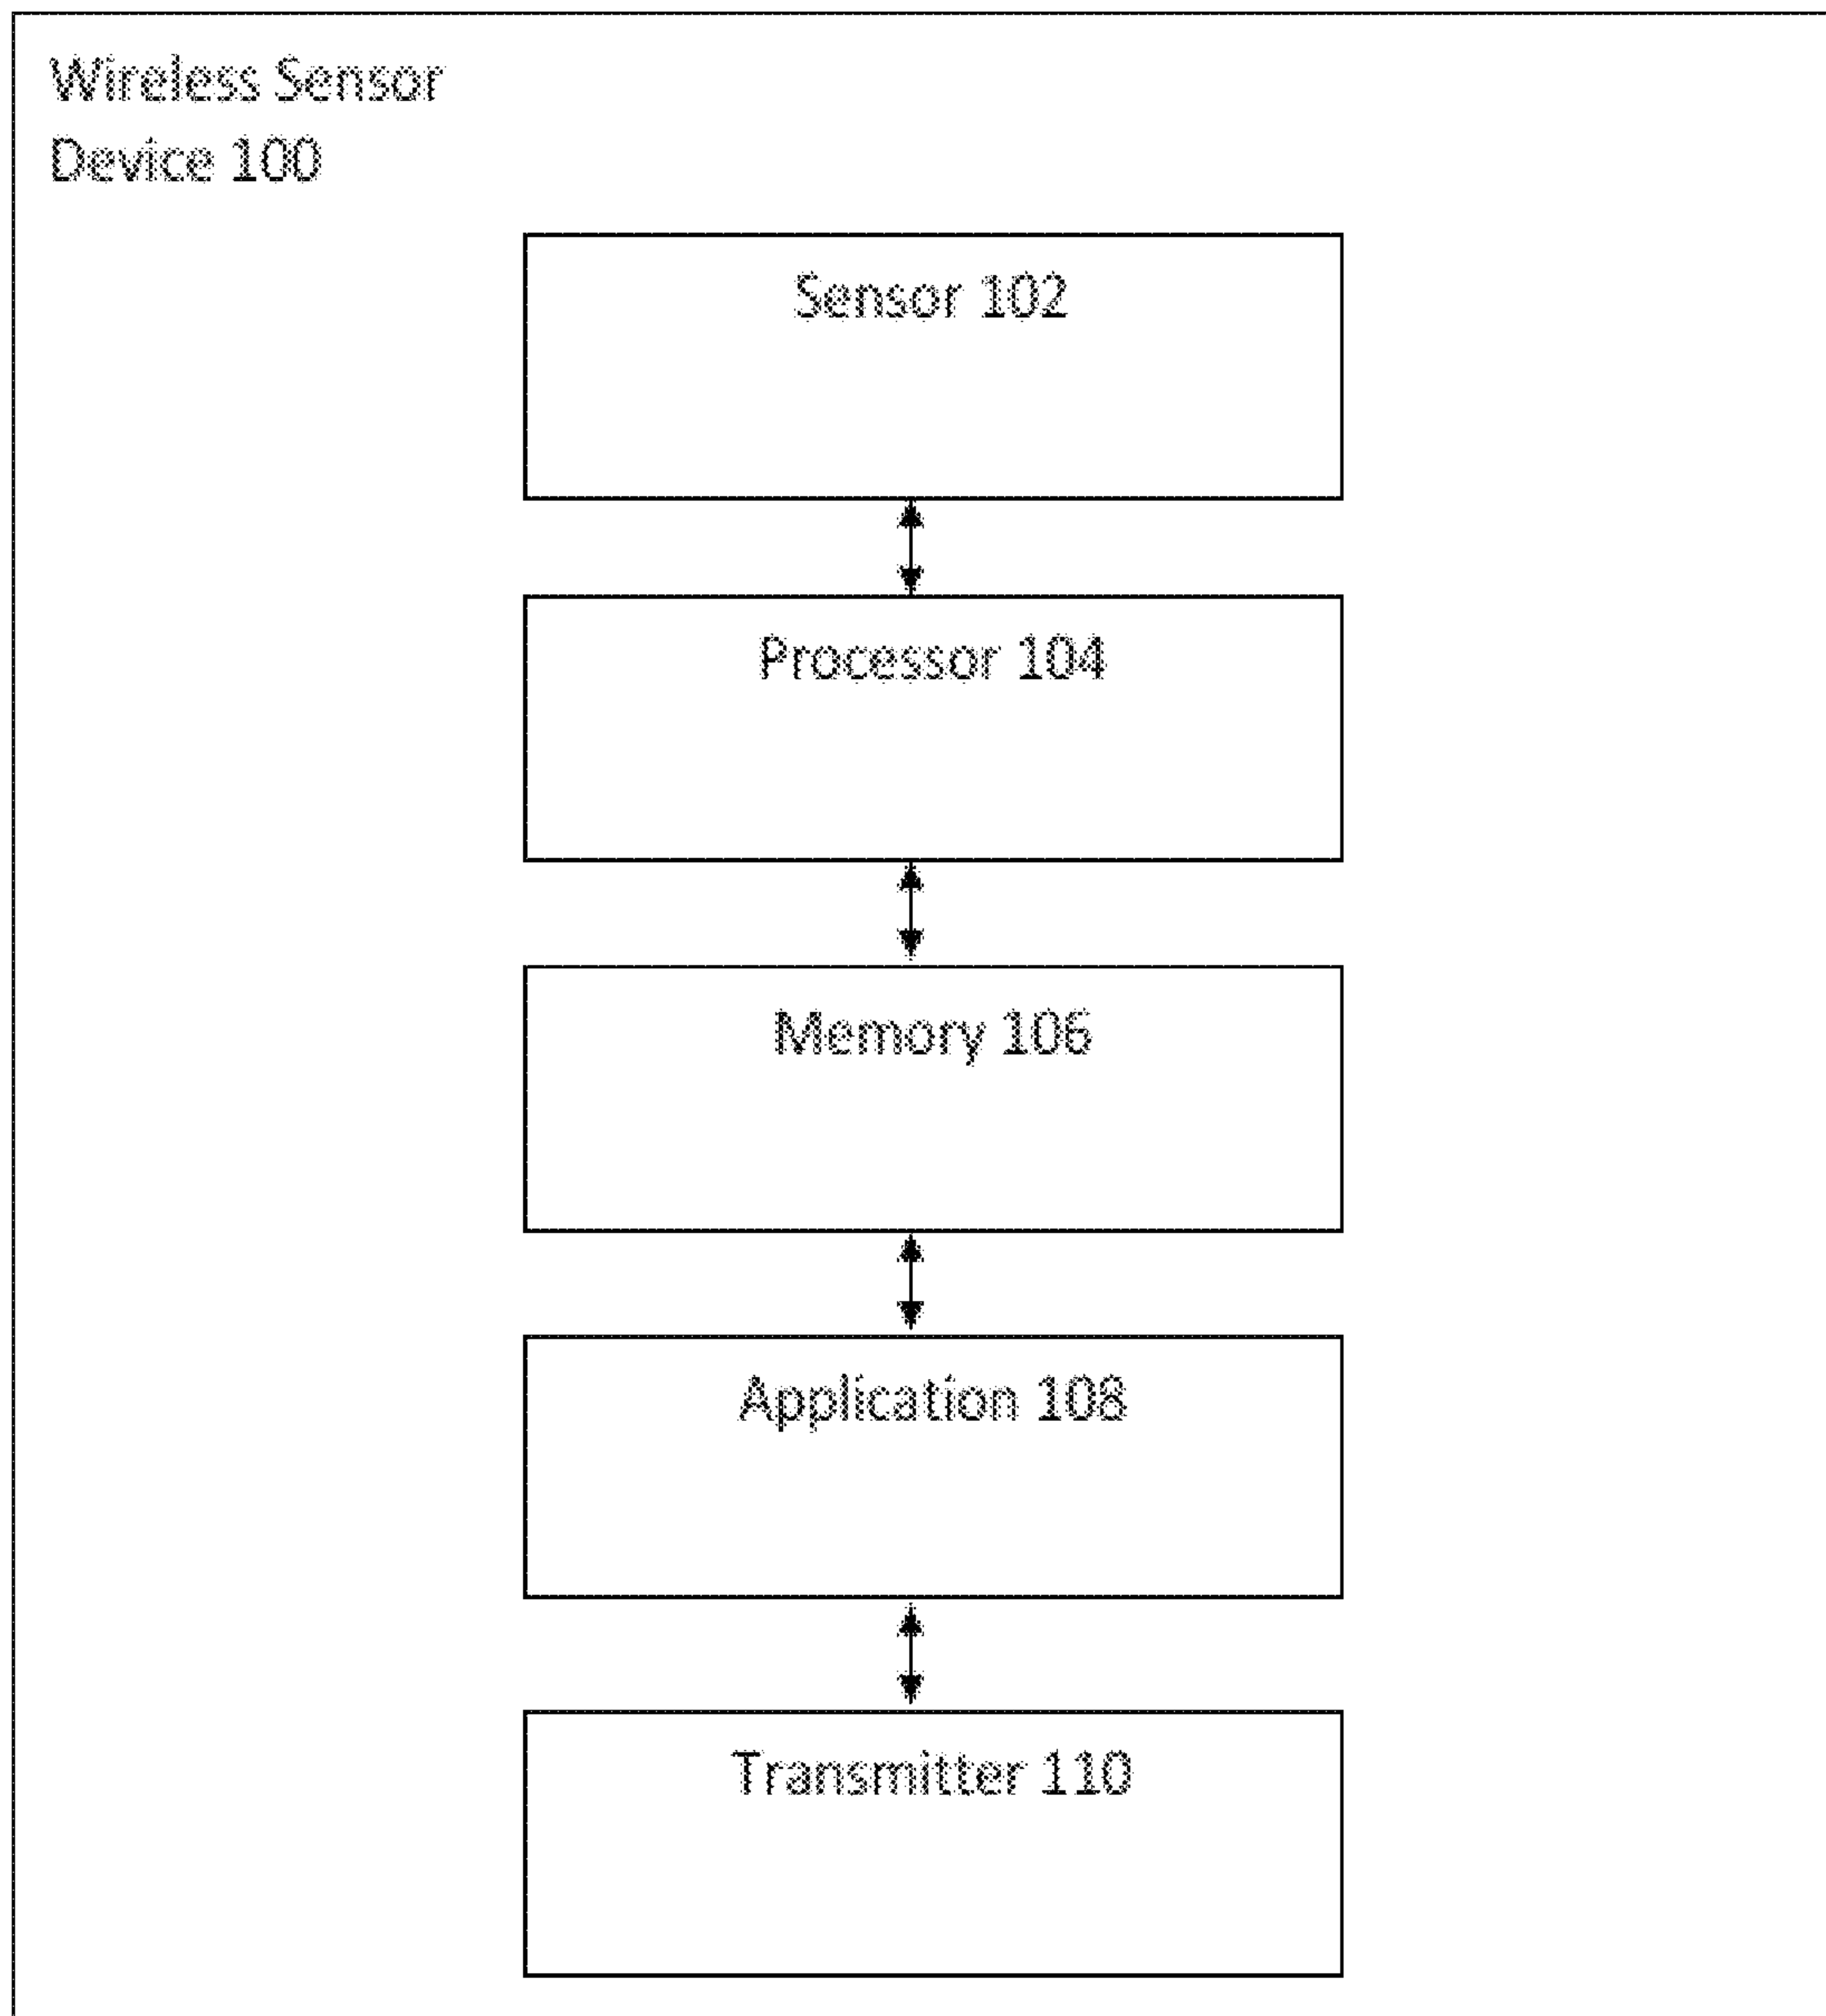 Wireless Sensor
Device 100
Sensor 102
Processor 104
Memory 106
Application 108
Transmitter 110